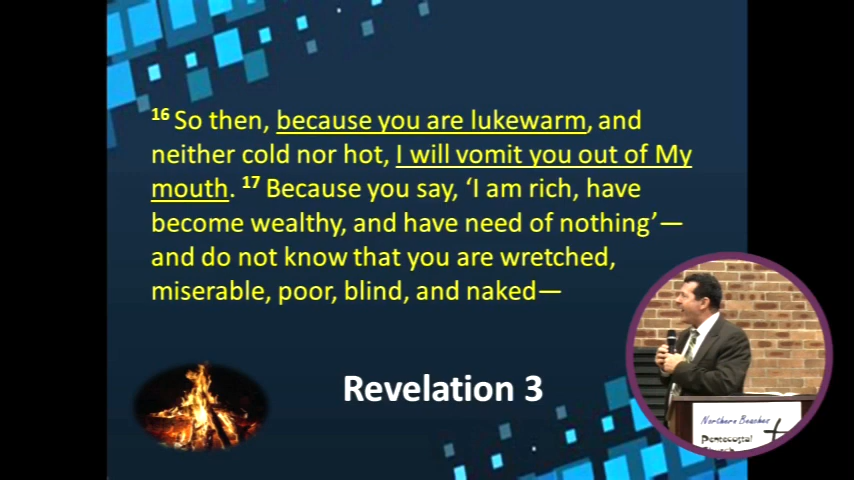 16 So then, because you are lukewarm, and
neither cold nor hot, I will vomit you out of My
mouth. 17 Because you say, ‘I am rich, have
become wealthy, and have need of nothing’—
and do not know that you are wretched,
miserable, poor, blind, and naked—
Revelation 3
Northern Beaches
Pentecostal
Church